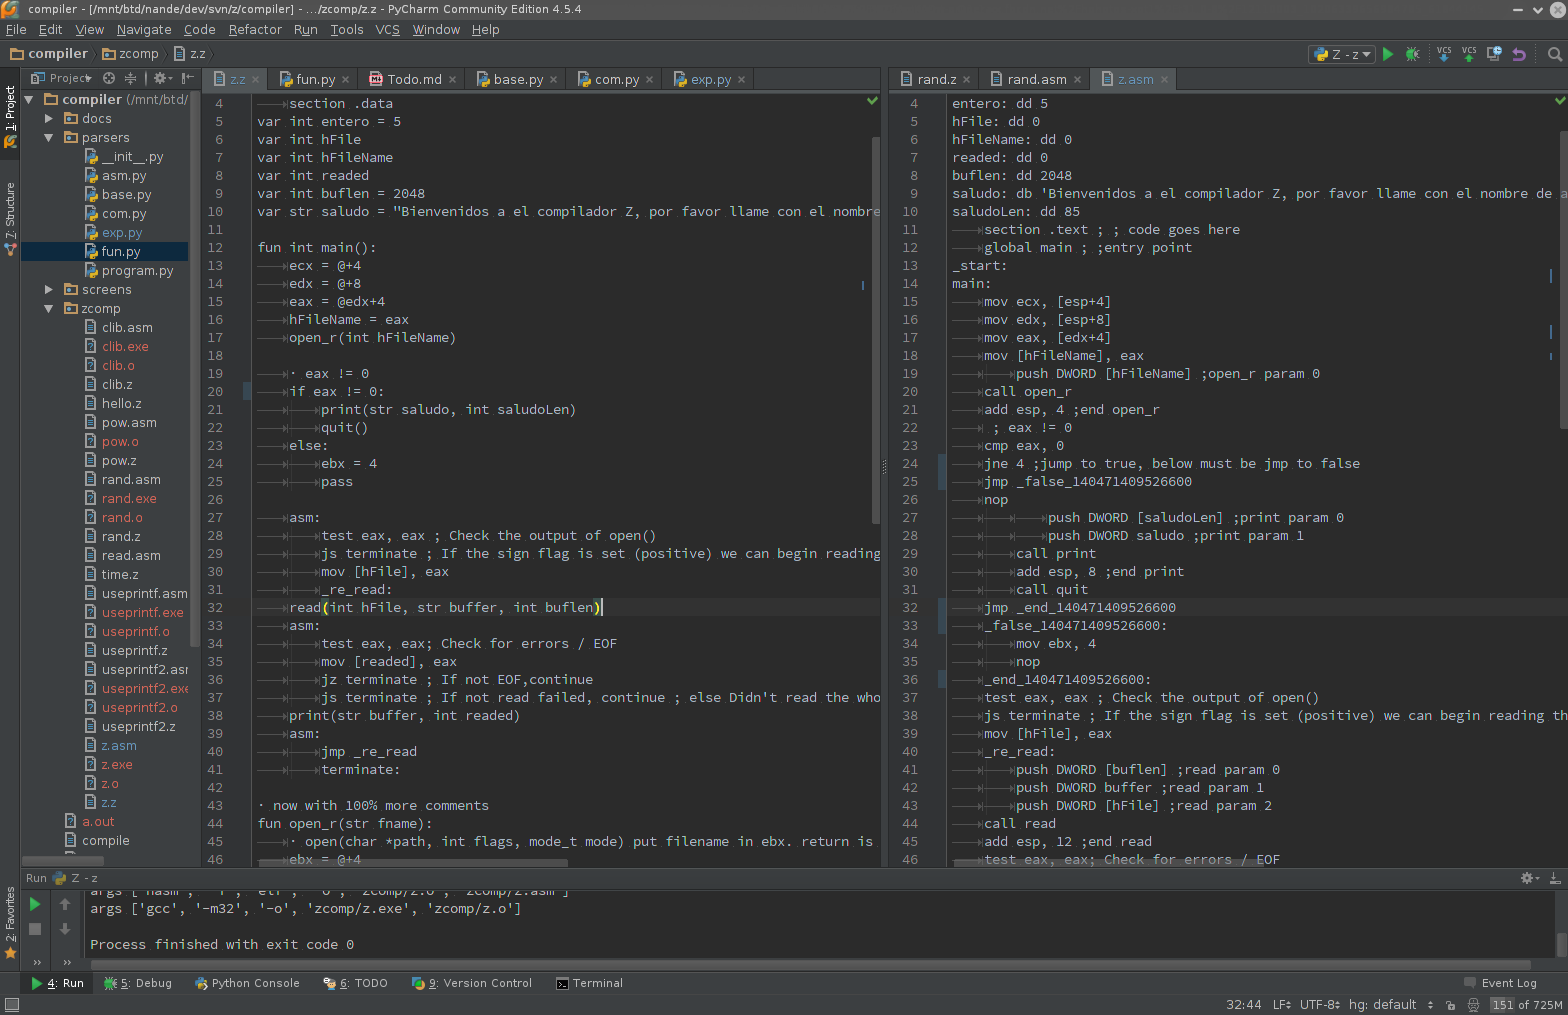 compiler - [/mnt/btd/nande/dev/svn/z/compiler] - .../zcomp/z.z - PyCharm Community Edition 4.5.4
File Edit View Navigate Code Refactor Run Tools VCS Window Help
compiler zcomp z.z Z - z VCS VCS
Project z.z fun.py Todo.md base.py com.py exp.py rand.z rand.asm z.asm
1: Project
7: Structure
2: Favorites
compiler (/mnt/btd/
docs
parsers
__init__.py
asm.py
base.py
com.py
exp.py
fun.py
program.py
screens
zcomp
clib.asm
clib.exe
clib.o
clib.z
hello.z
pow.asm
pow.o
pow.z
rand.asm
rand.exe
rand.o
rand.z
read.asm
time.z
useprintf.asm
useprintf.exe
useprintf.o
useprintf.z
useprintf2.asm
useprintf2.exe
useprintf2.o
useprintf2.z
z.asm
z.exe
z.o
z.z
a.out
compile
4 section .data
5 var int entero = 5
6 var int hFile
7 var int hFileName
8 var int readed
9 var int buflen = 2048
10 var str saludo = "Bienvenidos a el compilador Z, por favor llame con el nombre
11
12 fun int main():
13 ecx = @+4
14 edx = @+8
15 eax = @edx+4
16 hFileName = eax
17 open_r(int hFileName)
18
19 · eax != 0
20 if eax != 0:
21 print(str saludo, int saludoLen)
22 quit()
23 else:
24 ebx = 4
25 pass
26
27 asm:
28 test eax, eax ; Check the output of open()
29 js terminate ; If the sign flag is set (positive) we can begin reading
30 mov [hFile], eax
31 _re_read:
32 read(int hFile, str buffer, int buflen)
33 asm:
34 test eax, eax; Check for errors / EOF
35 mov [readed], eax
36 jz terminate ; If not EOF,continue
37 js terminate ; If not read failed, continue ; else Didn't read the who
38 print(str buffer, int readed)
39 asm:
40 jmp _re_read
41 terminate:
42
43 · now with 100% more comments
44 fun open_r(str fname):
45 · open(char *path, int flags, mode_t mode) put filename in ebx. return is
46 ebx = @+4
4 entero: dd 5
5 hFile: dd 0
6 hFileName: dd 0
7 readed: dd 0
8 buflen: dd 2048
9 saludo: db 'Bienvenidos a el compilador Z, por favor llame con el nombre de a
10 saludoLen: dd 85
11 section .text ; ; code goes here
12 global main ; ;entry point
13 _start:
14 main:
15 mov ecx, [esp+4]
16 mov edx, [esp+8]
17 mov eax, [edx+4]
18 mov [hFileName], eax
19 push DWORD [hFileName] ;open_r param 0
20 call open_r
21 add esp, 4 ;end open_r
22 ; eax != 0
23 cmp eax, 0
24 jne 4 ;jump to true, below must be jmp to false
25 jmp _false_140471409526600
26 nop
27 push DWORD [saludoLen] ;print param 0
28 push DWORD saludo ;print param 1
29 call print
30 add esp, 8 ;end print
31 call quit
32 jmp _end_140471409526600
33 _false_140471409526600:
34 mov ebx, 4
35 nop
36 _end_140471409526600:
37 test eax, eax ; Check the output of open()
38 js terminate ; If the sign flag is set (positive) we can begin reading th
39 mov [hFile], eax
40 _re_read:
41 push DWORD [buflen] ;read param 0
42 push DWORD buffer ;read param 1
43 push DWORD [hFile] ;read param 2
44 call read
45 add esp, 12 ;end read
46 test eax, eax; Check for errors / EOF
Run Z - z
args ['nasm', '-f', 'elf', '-o', 'zcomp/z.o', 'zcomp/z.asm']
args ['gcc', '-m32', '-o', 'zcomp/z.exe', 'zcomp/z.o']
Process finished with exit code 0
4: Run 5: Debug Python Console 6: TODO 9: Version Control Terminal Event Log
32:44 LF UTF-8 hg: default 151 of 725M